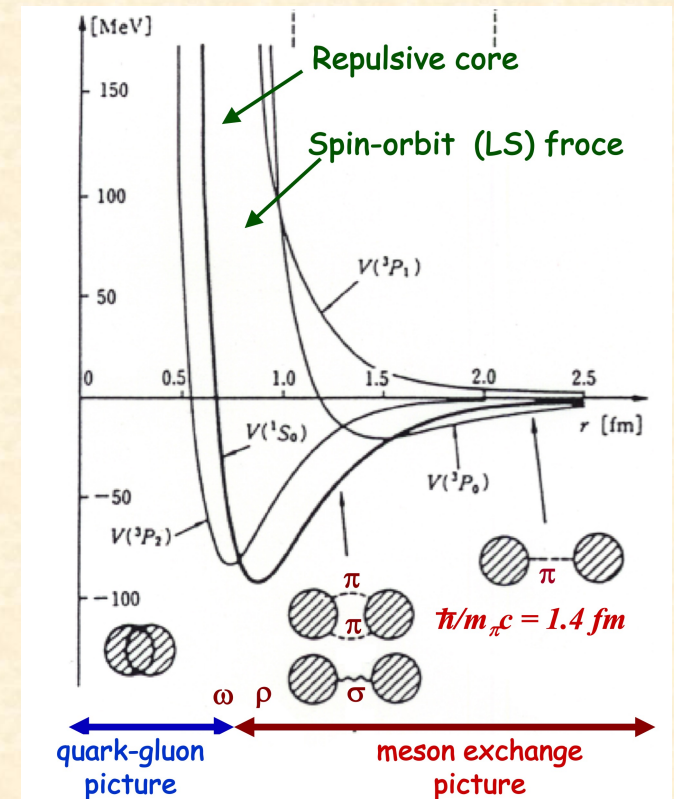 [MeV]
Repulsive core
150
Spin-orbit (LS) froce
100
V(³P₁)
50
0 0.5 1.0 1.5 2.0 2.5
r [fm]
V(¹S₀)
V(³P₀)
−50
V(³P₂)
π
π
−100
π
ħ/m_πc = 1.4 fm
ω ρ σ
quark-gluon
picture
meson exchange
picture